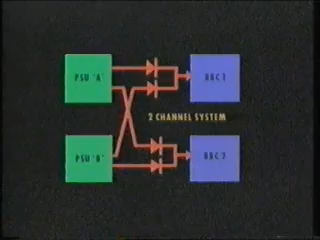 PSU 'A'
BBC 1
2 CHANNEL SYSTEM
PSU 'B'
BBC 2